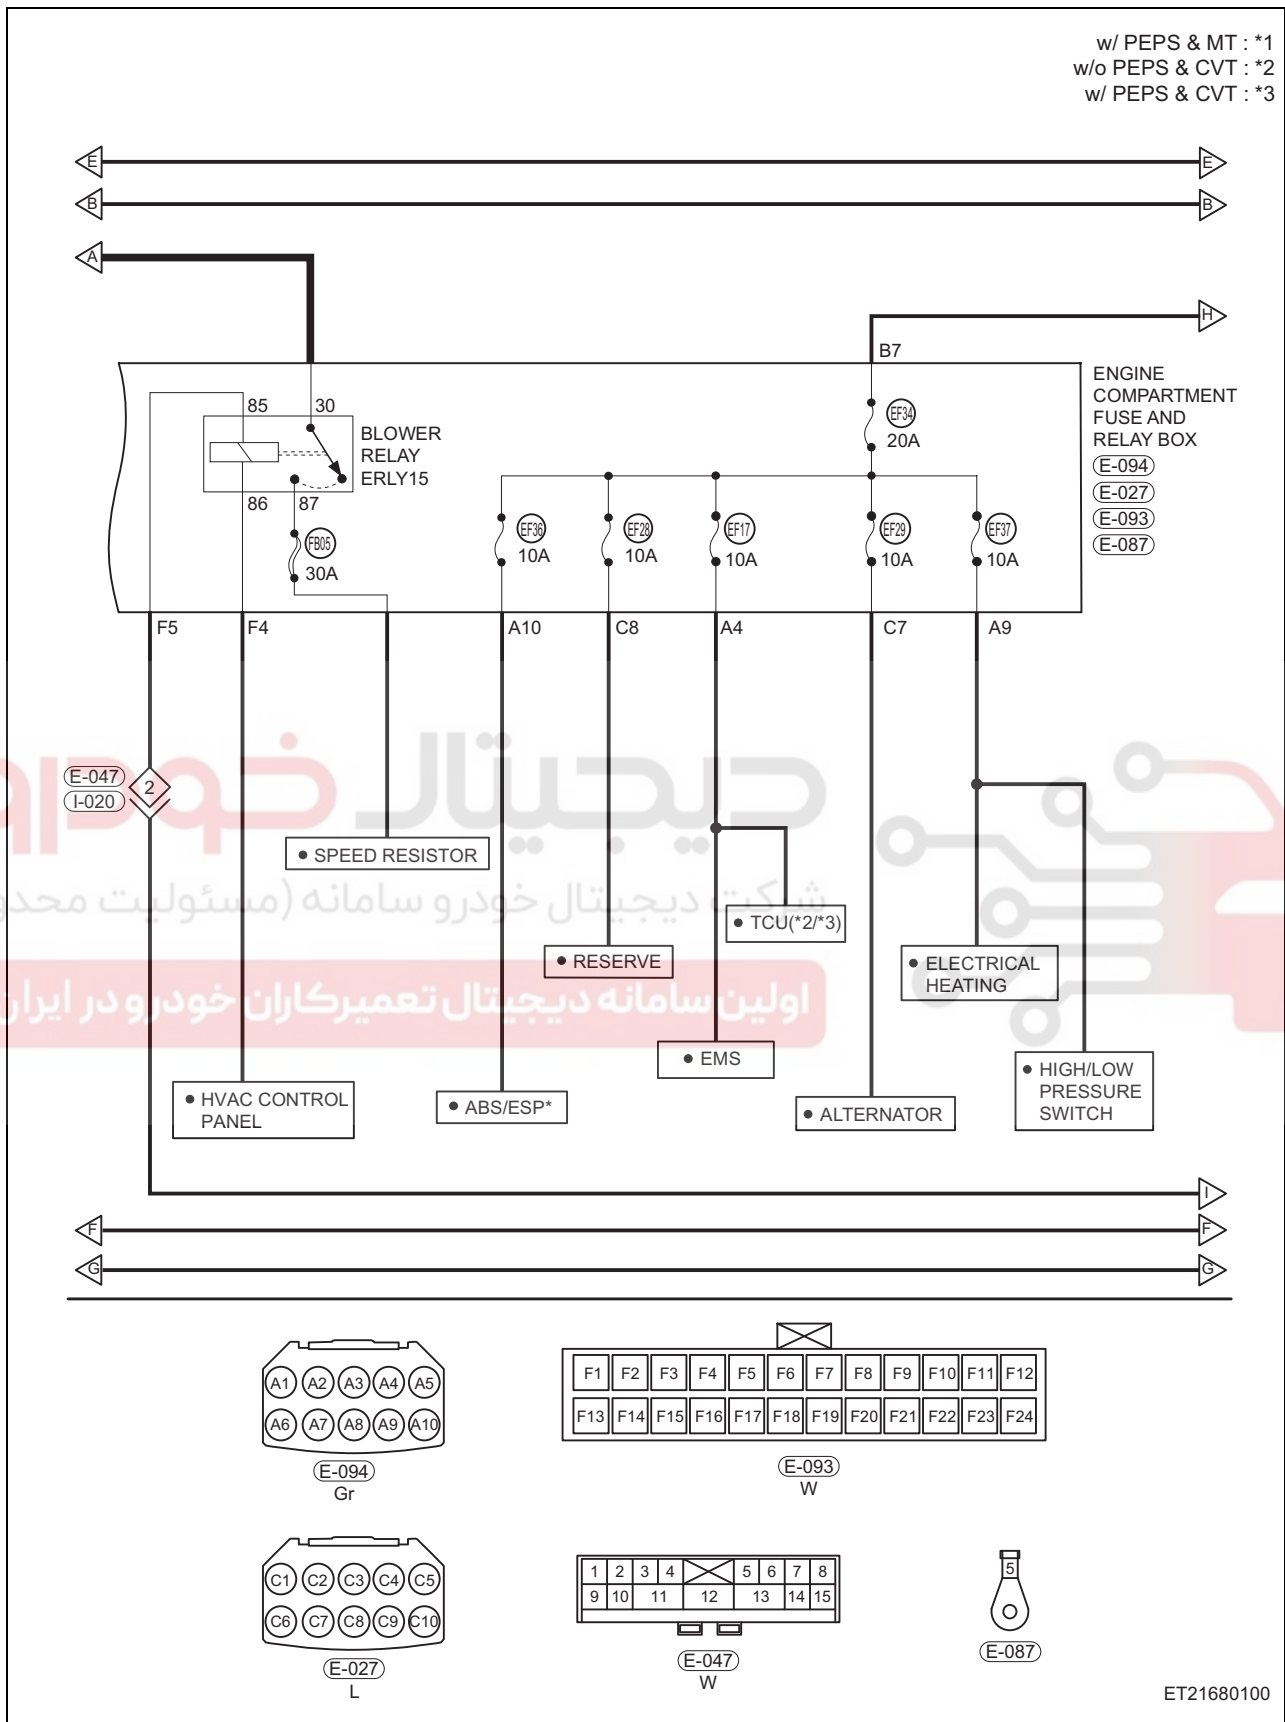 w/ PEPS & MT : *1
w/o PEPS & CVT : *2
w/ PEPS & CVT : *3
E E
B B
A
H
B7
ENGINE
COMPARTMENT
FUSE AND
RELAY BOX
E-094
E-027
E-093
E-087
85 30
BLOWER
RELAY
ERLY15
86 87
FB05
30A
EF34
20A
EF36
10A
EF28
10A
EF17
10A
EF29
10A
EF37
10A
F5 F4 A10 C8 A4 C7 A9
E-047
I-020
2
دیجیتال خودرو
شرکت دیجیتال خودرو سامانه (مسئولیت
اولین سامانه دیجیتال تعمیرکاران خودرو در ایران
• SPEED RESISTOR
• TCU(*2/*3)
• RESERVE
• ELECTRICAL
HEATING
• EMS
• HIGH/LOW
PRESSURE
SWITCH
• HVAC CONTROL
PANEL
• ABS/ESP*
• ALTERNATOR
I
F F
G G
A1 A2 A3 A4 A5
A6 A7 A8 A9 A10
E-094
Gr
F1 F2 F3 F4 F5 F6 F7 F8 F9 F10 F11 F12
F13 F14 F15 F16 F17 F18 F19 F20 F21 F22 F23 F24
E-093
W
C1 C2 C3 C4 C5
C6 C7 C8 C9 C10
E-027
L
1 2 3 4 5 6 7 8
9 10 11 12 13 14 15
E-047
W
5
E-087
ET21680100